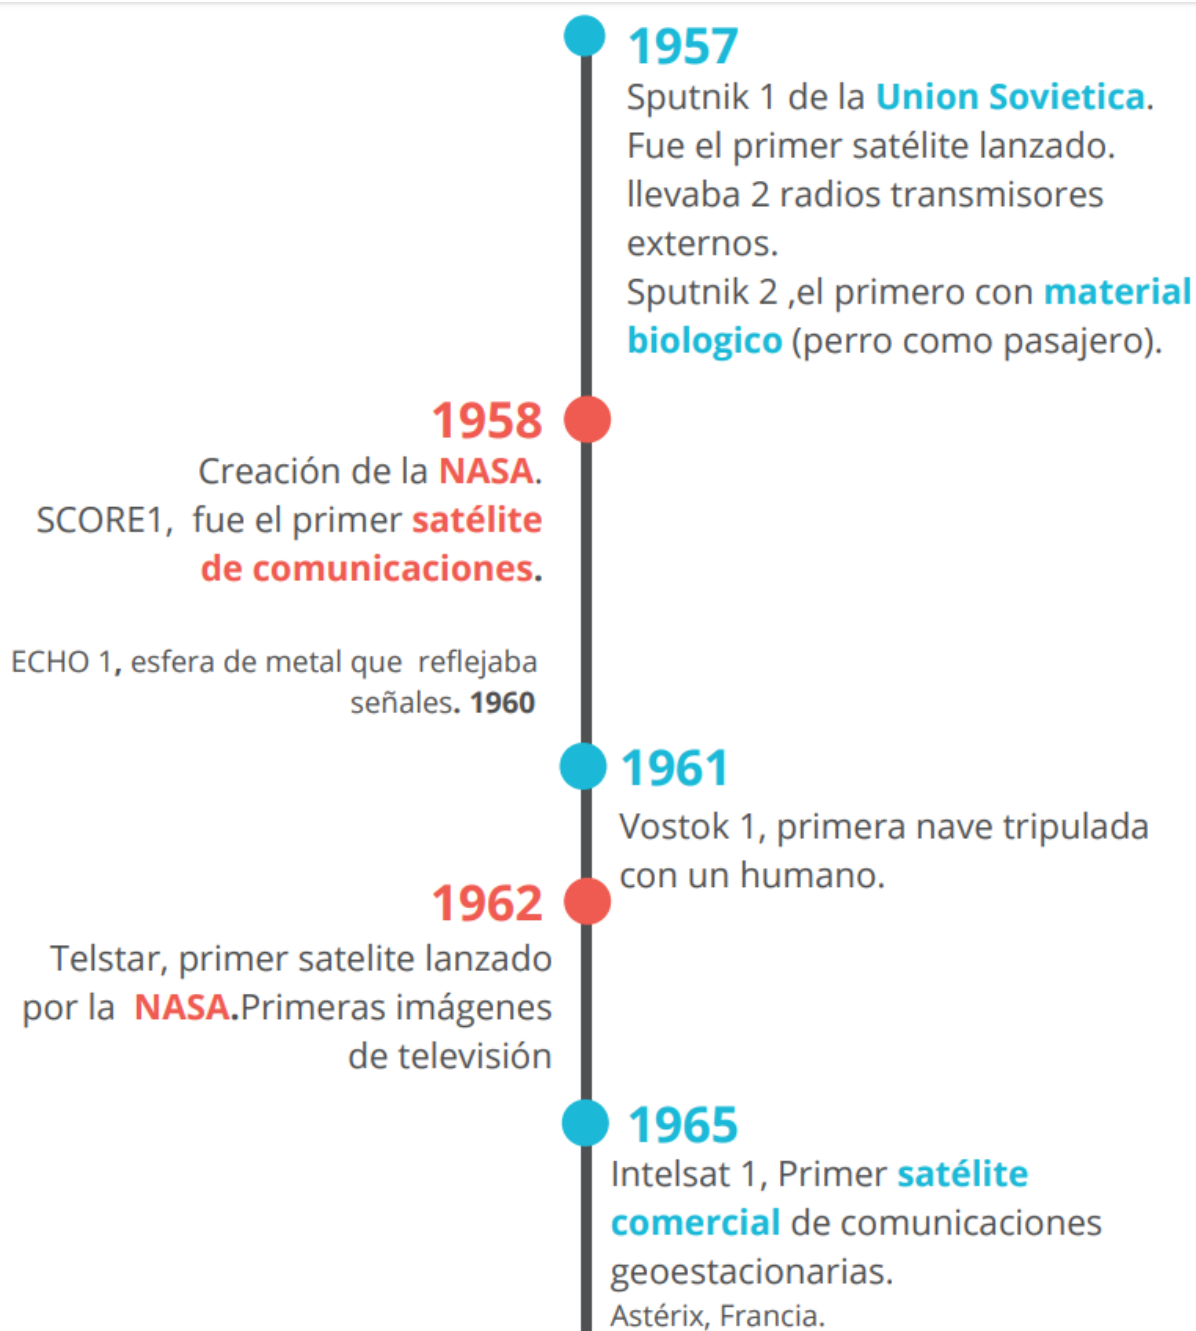 1957
Sputnik 1 de la Union Sovietica.
Fue el primer satélite lanzado.
llevaba 2 radios transmisores
externos.
Sputnik 2 ,el primero con material
biologico (perro como pasajero).
1958
Creación de la NASA.
SCORE1, fue el primer satélite
de comunicaciones.
ECHO 1, esfera de metal que reflejaba
señales. 1960
1961
Vostok 1, primera nave tripulada
con un humano.
1962
Telstar, primer satelite lanzado
por la NASA.Primeras imágenes
de televisión
1965
Intelsat 1, Primer satélite
comercial de comunicaciones
geoestacionarias.
Astérix, Francia.